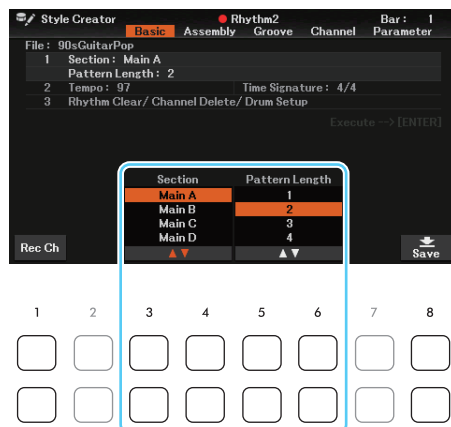 Style Creator Rhythm2 Bar: 1
Basic Assembly Groove Channel Parameter
File: 90sGuitarPop
1 Section: Main A
Pattern Length: 2
2 Tempo: 97 Time Signature: 4/4
3 Rhythm Clear/ Channel Delete/ Drum Setup
Execute --> [ENTER]
Section Pattern Length
Main A 1
Main B 2
Main C 3
Main D 4
Rec Ch Save
1 2 3 4 5 6 7 8